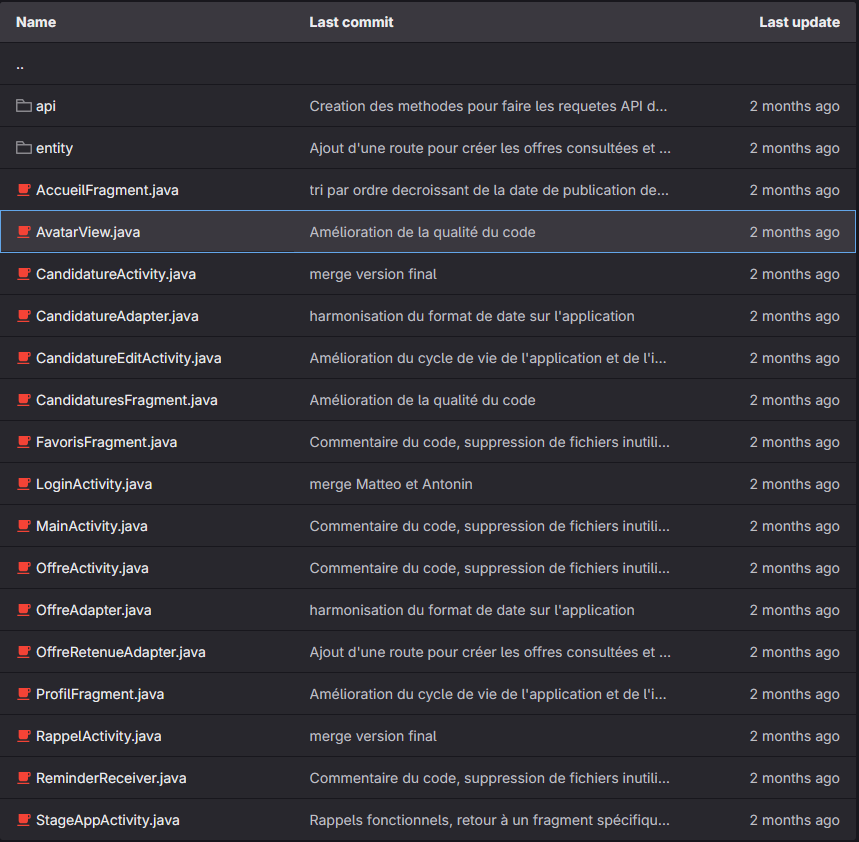 Name Last commit Last update
..
api Creation des methodes pour faire les requetes API d... 2 months ago
entity Ajout d'une route pour créer les offres consultées et ... 2 months ago
AccueilFragment.java tri par ordre decroissant de la date de publication de... 2 months ago
AvatarView.java Amélioration de la qualité du code 2 months ago
CandidatureActivity.java merge version final 2 months ago
CandidatureAdapter.java harmonisation du format de date sur l'application 2 months ago
CandidatureEditActivity.java Amélioration du cycle de vie de l'application et de l'i... 2 months ago
CandidaturesFragment.java Amélioration de la qualité du code 2 months ago
FavorisFragment.java Commentaire du code, suppression de fichiers inutili... 2 months ago
LoginActivity.java merge Matteo et Antonin 2 months ago
MainActivity.java Commentaire du code, suppression de fichiers inutili... 2 months ago
OffreActivity.java Commentaire du code, suppression de fichiers inutili... 2 months ago
OffreAdapter.java harmonisation du format de date sur l'application 2 months ago
OffreRetenueAdapter.java Ajout d'une route pour créer les offres consultées et ... 2 months ago
ProfilFragment.java Amélioration du cycle de vie de l'application et de l'i... 2 months ago
RappelActivity.java merge version final 2 months ago
ReminderReceiver.java Commentaire du code, suppression de fichiers inutili... 2 months ago
StageAppActivity.java Rappels fonctionnels, retour à un fragment spécifiqu... 2 months ago